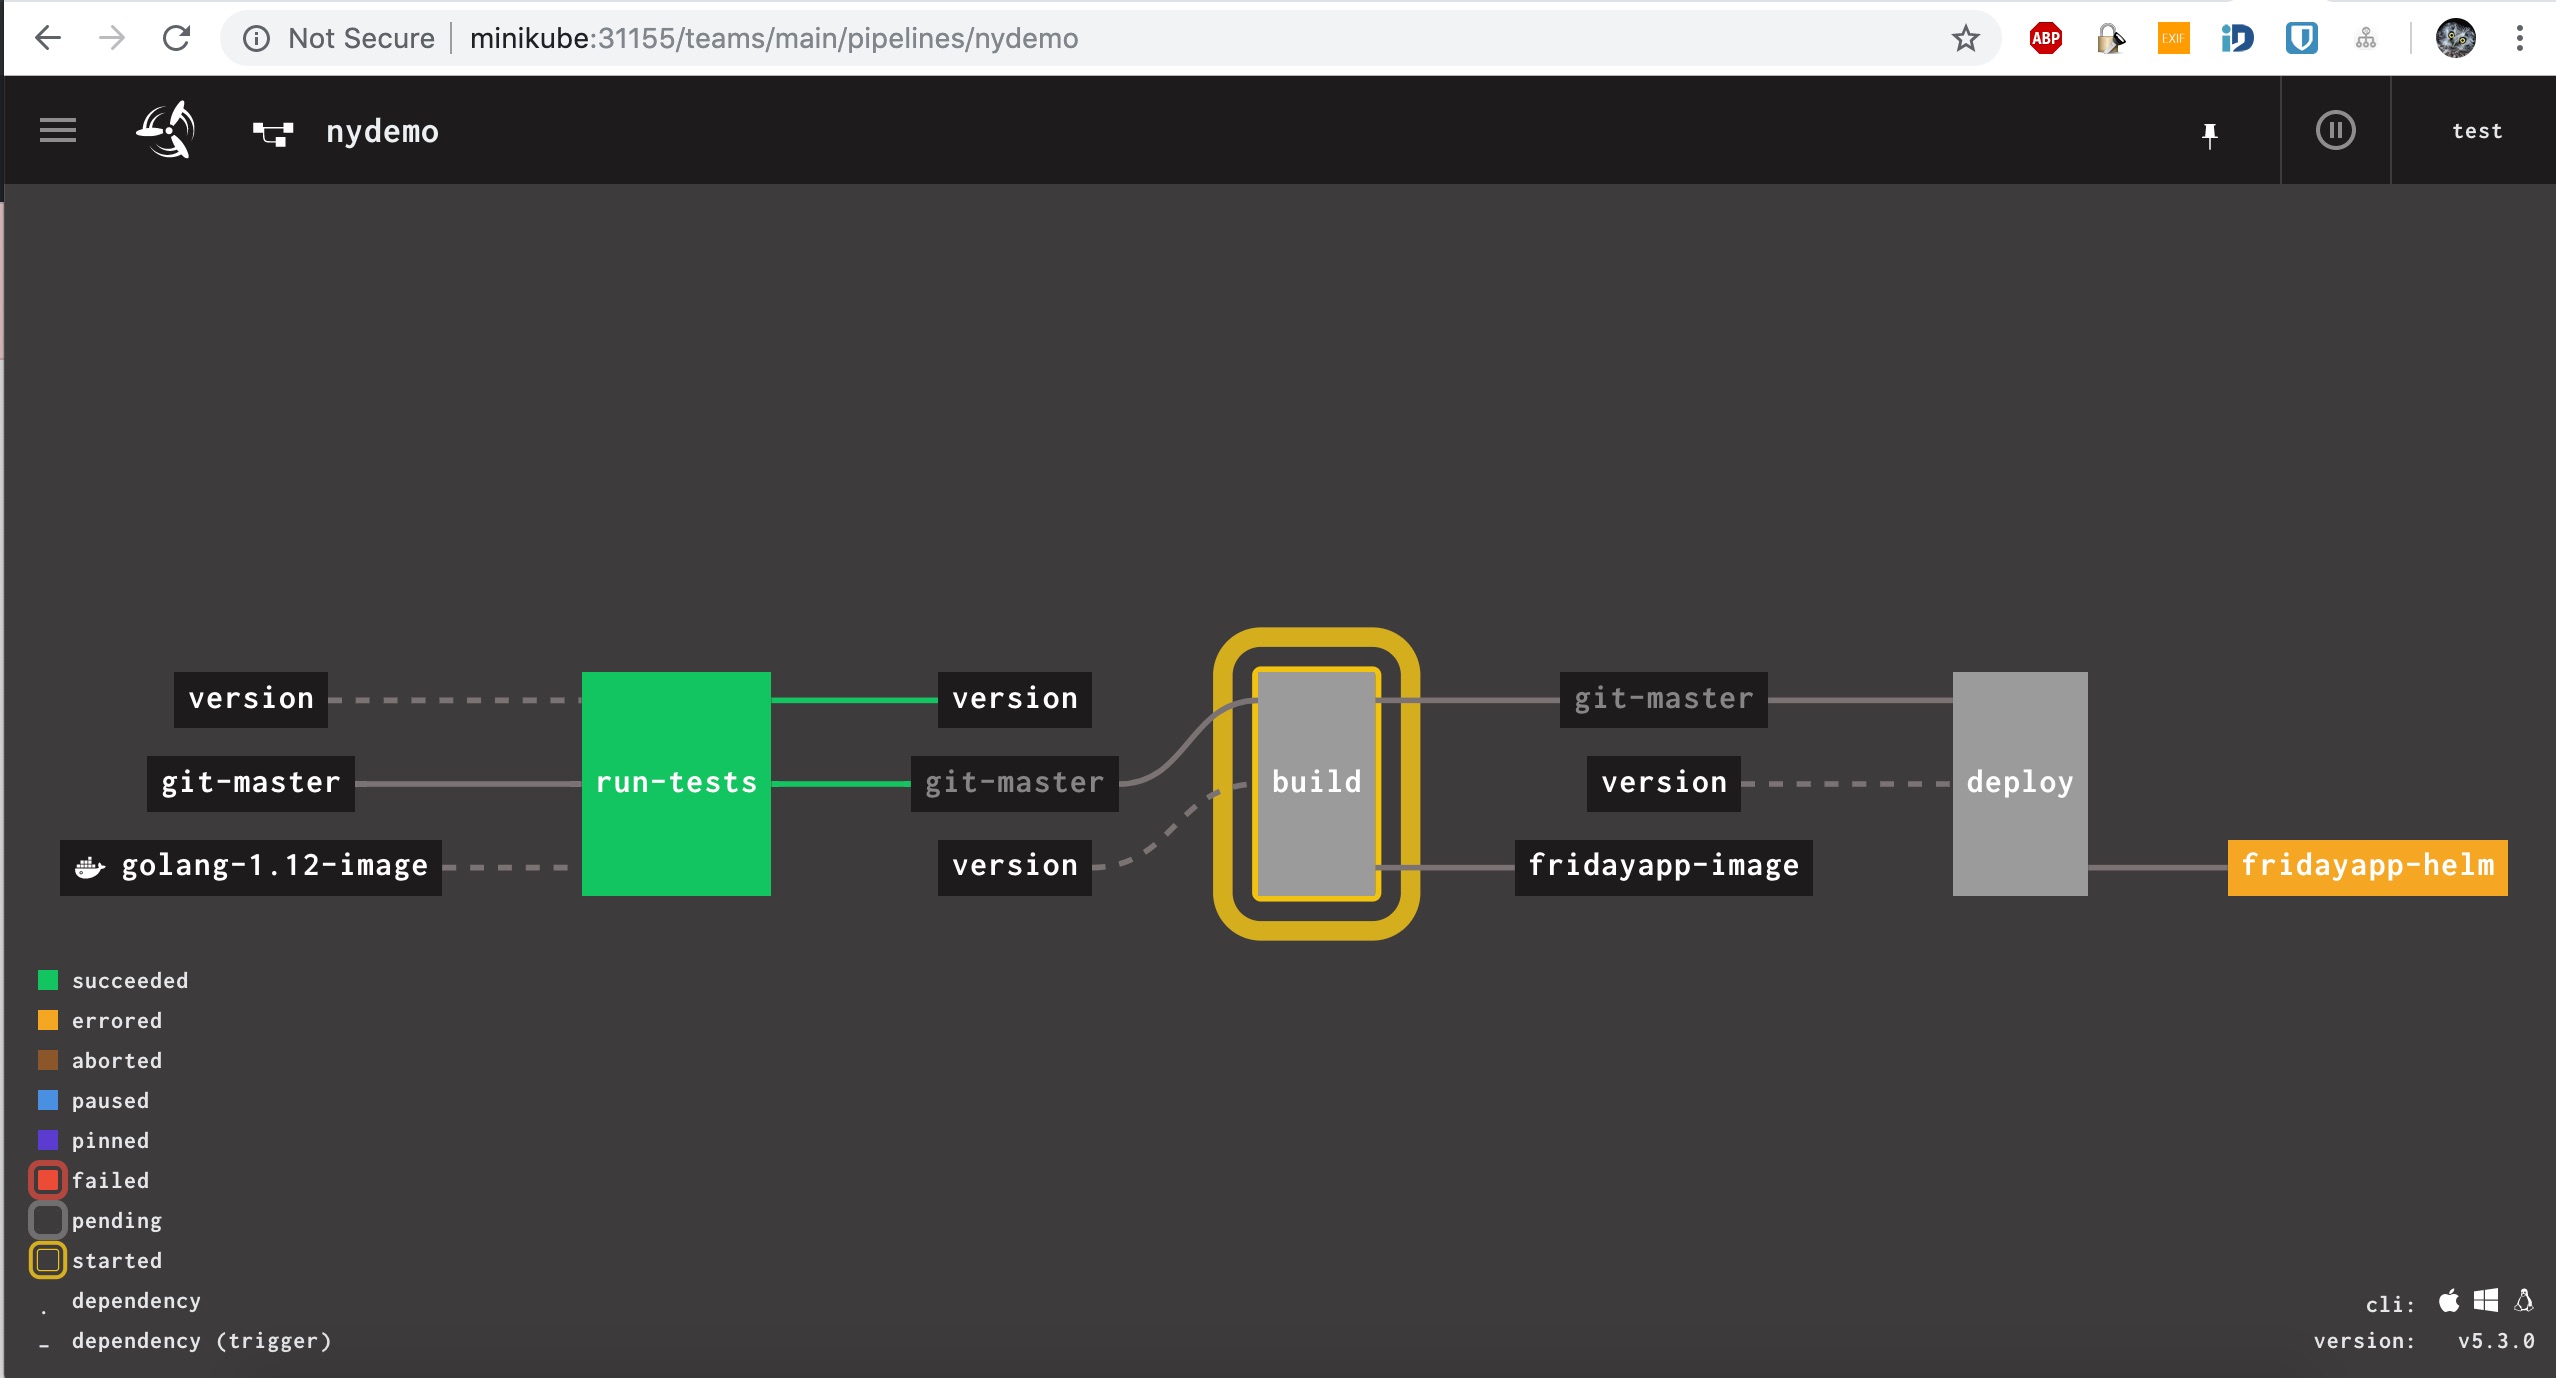 Not Secure minikube:31155/teams/main/pipelines/nydemo ABP EXIF iD
nydemo test
version version git-master
git-master run-tests git-master build version deploy
golang-1.12-image version fridayapp-image fridayapp-helm
succeeded
errored
aborted
paused
pinned
failed
pending
started
dependency
dependency (trigger)
cli:
version: v5.3.0